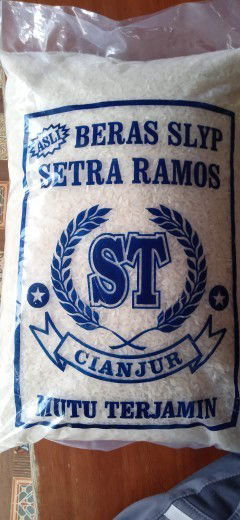 ASLI
BERAS SLYP
SETRA RAMOS
ST
CIANJUR
MUTU TERJAMIN